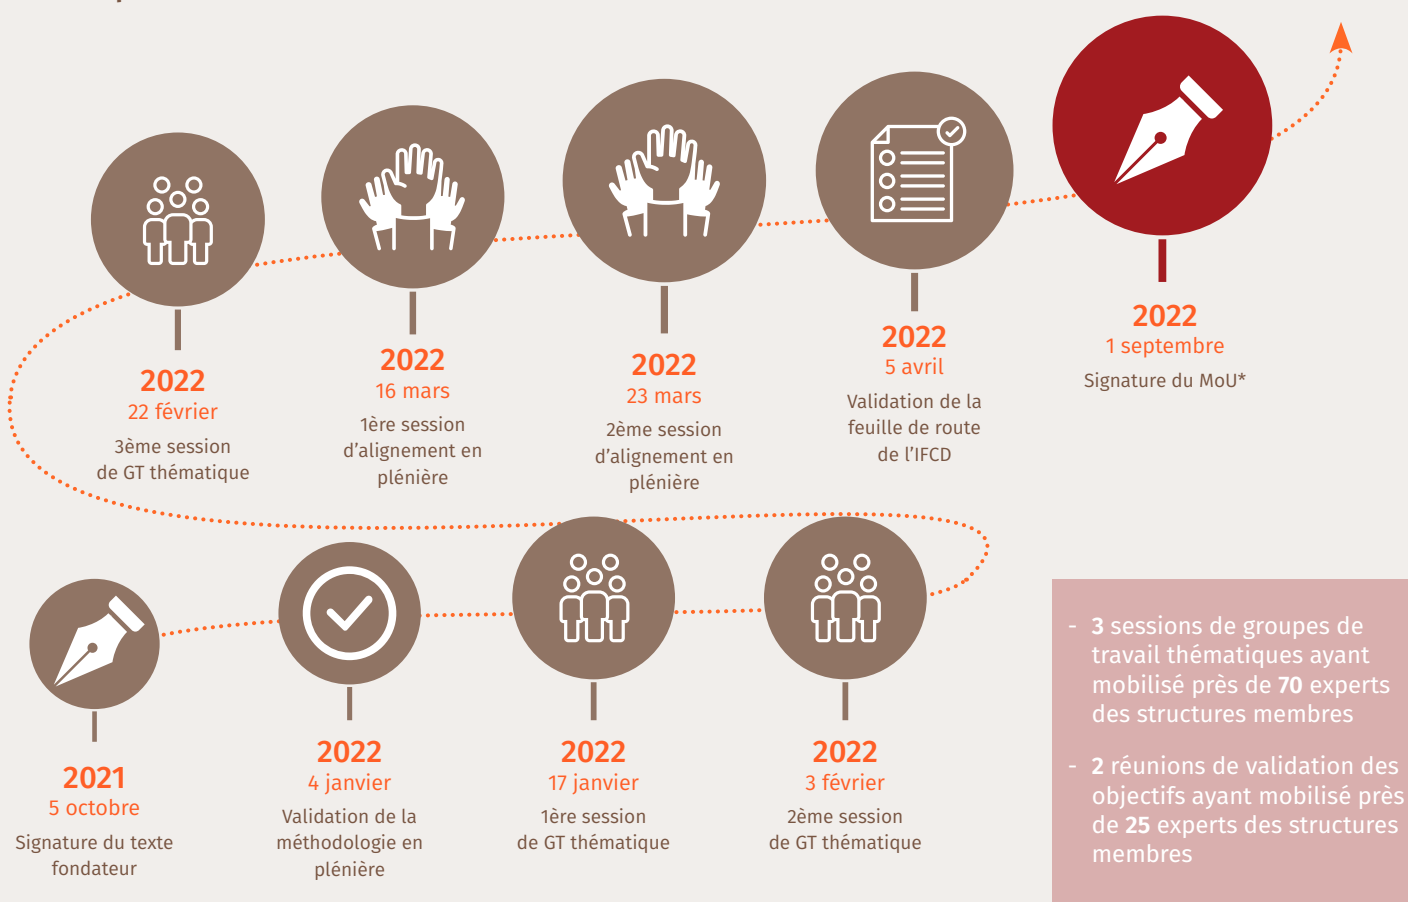 2022
22 février
3ème session
de GT thématique
2022
16 mars
1ère session
d’alignement en
plénière
2022
23 mars
2ème session
d’alignement en
plénière
2022
5 avril
Validation de la
feuille de route
de l’IFCD
2022
1 septembre
Signature du MoU*
2021
5 octobre
Signature du texte
fondateur
2022
4 janvier
Validation de la
méthodologie en
plénière
2022
17 janvier
1ère session
de GT thématique
2022
3 février
2ème session
de GT thématique
- 3 sessions de groupes de
travail thématiques ayant
mobilisé près de 70 experts
des structures membres
- 2 réunions de validation des
objectifs ayant mobilisé près
de 25 experts des structures
membres